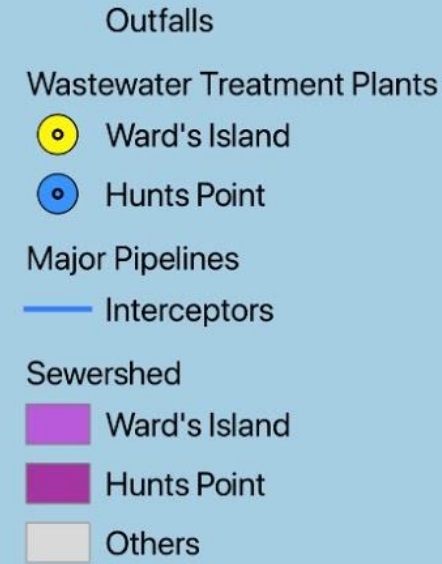 Outfalls
Wastewater Treatment Plants
Ward's Island
Hunts Point
Major Pipelines
Interceptors
Sewershed
Ward's Island
Hunts Point
Others